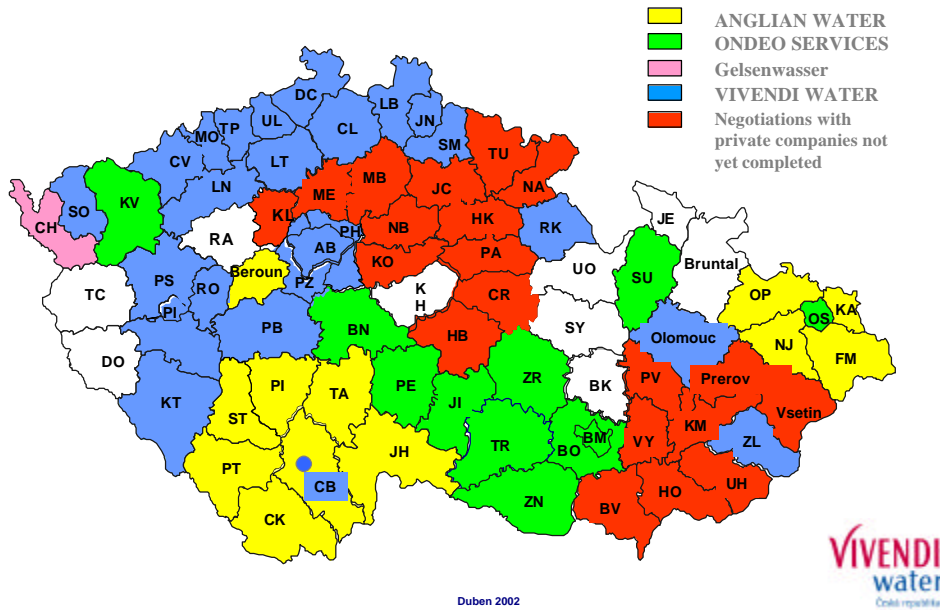 ANGLIAN WATER
ONDEO SERVICES
Gelsenwasser
VIVENDI WATER
Negotiations with
private companies not
yet completed
DC
LB
UL
TP
MO
CL
JN
SM
CV
LT
TU
LN
MB
ME
JC
NA
SO
KV
KL
CH
RA
PH
NB
HK
RK
JE
AB
Beroun
PZ
KO
PA
UO
SU
Bruntal
TC
PS
RO
PI
K
H
CR
OP
KA
OS
PB
BN
HB
SY
Olomouc
NJ
FM
DO
KT
ST
PI
TA
PE
JI
ZR
BK
PV
Prerov
Vsetin
PT
JH
TR
BO
BM
VY
KM
ZL
CB
CK
ZN
BV
HO
UH
VIVENDI
water
Česká republika
Duben 2002